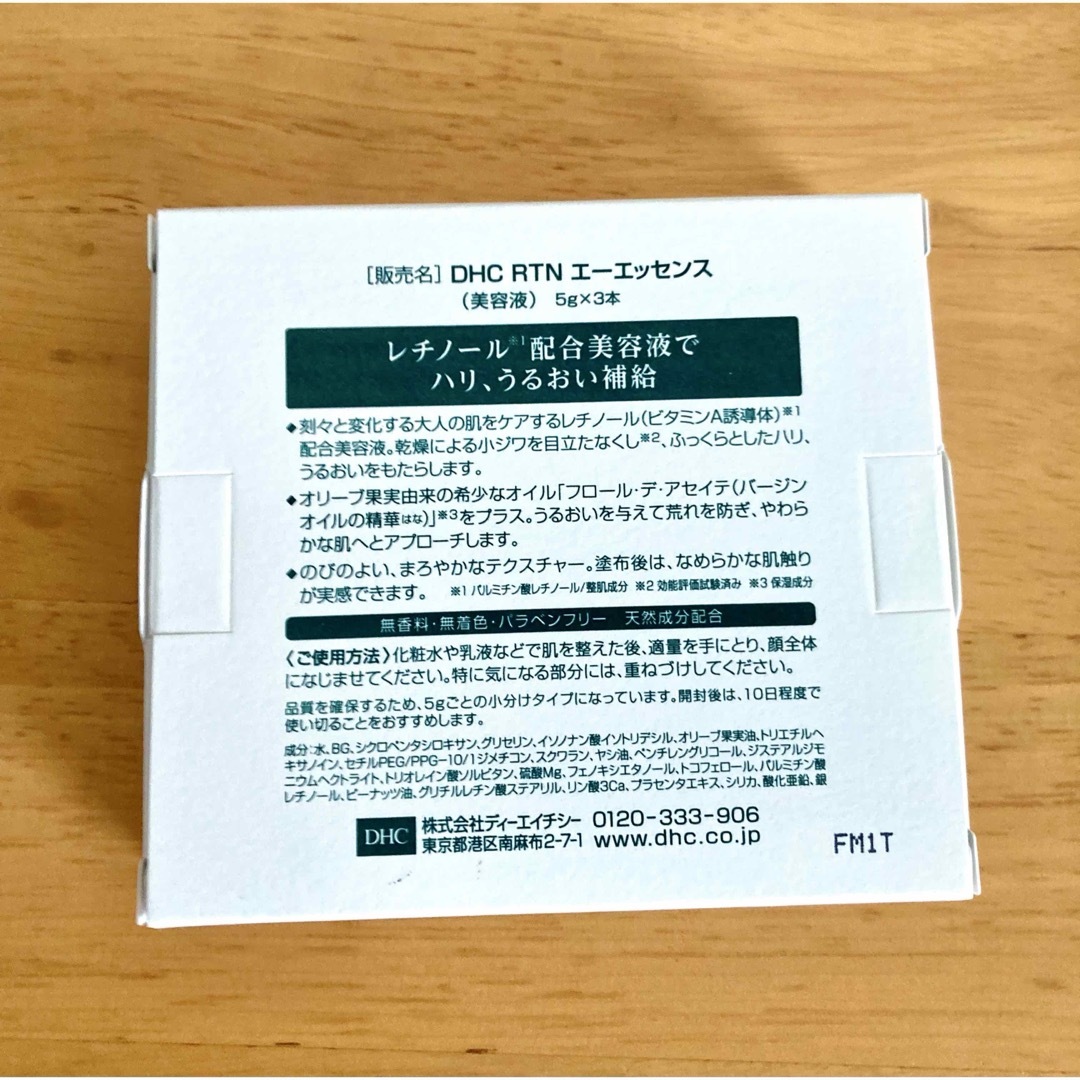 ［販売名］ DHC RTN エーエッセンス
（美容液） 5g×3本
レチノール※1配合美容液で
ハリ、うるおい補給
◆刻々と変化する大人の肌をケアするレチノール（ビタミンA誘導体）※1
配合美容液。乾燥による小ジワを目立たなくし※2、ふっくらとしたハリ、
うるおいをもたらします。
◆オリーブ果実由来の希少なオイル「フロール・デ・アセイテ（バージン
オイルの精華はな）」※3をプラス。うるおいを与えて荒れを防ぎ、やわら
かな肌へとアプローチします。
◆のびのよい、まろやかなテクスチャー。塗布後は、なめらかな肌触り
が実感できます。 ※1 パルミチン酸レチノール/整肌成分 ※2 効能評価試験済み ※3 保湿成分
無香料・無着色・パラベンフリー 天然成分配合
〈ご使用方法〉化粧水や乳液などで肌を整えた後、適量を手にとり、顔全体
になじませてください。特に気になる部分には、重ねづけしてください。
品質を確保するため、5gごとの小分けタイプになっています。開封後は、10日程度で
使い切ることをおすすめします。
成分：水、BG、シクロペンタシロキサン、グリセリン、イソノナン酸イソトリデシル、オリーブ果実油、トリエチルヘ
キサノイン、セチルPEG/PPG-10/1ジメチコン、スクワラン、ヤシ油、ペンチレングリコール、ジステアルジモ
ニウムヘクトライト、トリオレイン酸ソルビタン、硫酸Mg、フェノキシエタノール、トコフェロール、パルミチン酸
レチノール、ピーナッツ油、グリチルレチン酸ステアリル、リン酸3Ca、プラセンタエキス、シリカ、酸化亜鉛、銀
DHC 株式会社ディーエイチシー 0120-333-906
東京都港区南麻布2-7-1 www.dhc.co.jp
FM1T